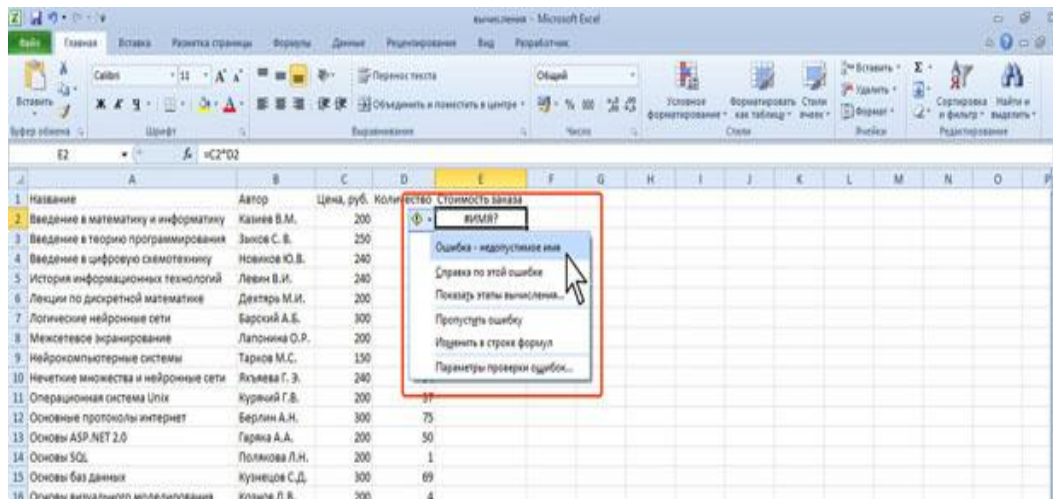 вычисления - Microsoft Excel
Файл Главная Вставка Разметка страницы Формулы Данные Рецензирование Вид Разработчик
Вставить
Calibri 11
Ж К Ч
Перенос текста
Объединить и поместить в центре
Общий
% 000
Условное форматирование
Форматировать как таблицу
Стили ячеек
Вставить
Удалить
Формат
Сортировка и фильтр
Найти и выделить
Буфер обмена Шрифт Выравнивание Число Стили Ячейки Редактирование
E2 fx =C2*D2
A B C D E F G H I J K L M N O P
1 Название Автор Цена, руб. Количество Стоимость заказа
2 Введение в математику и информатику Казиев В.М. 200 #ИМЯ?
3 Введение в теорию программирования Зыков С. В. 250
4 Введение в цифровую схемотехнику Новиков Ю.В. 240
5 История информационных технологий Левин В.И. 240
6 Лекции по дискретной математике Дехтярь М.И. 200
7 Логические нейронные сети Барский А.Б. 300
8 Межсетевое экранирование Лапонина О.Р. 200
9 Нейрокомпьютерные системы Тарков М.С. 150
10 Нечеткие множества и нейронные сети Яхъяева Г. Э. 240
11 Операционная система Unix Курячий Г.В. 200 37
12 Основные протоколы интернет Берлин А.Н. 300 75
13 Основы ASP.NET 2.0 Гаряка А.А. 200 50
14 Основы SQL Полякова Л.Н. 200 1
15 Основы баз данных Кузнецов С.Д. 300 69
16 Основы визуального моделирования Кознов Д.В. 200 4
Ошибка - недопустимое имя
Справка по этой ошибке
Показать этапы вычисления...
Пропустить ошибку
Изменить в строке формул
Параметры проверки ошибок...